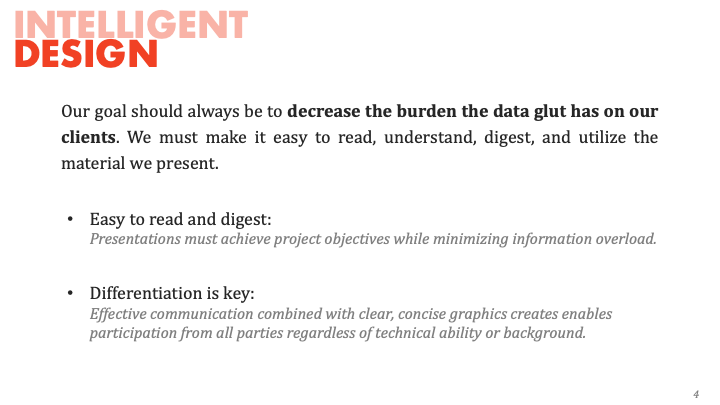 INTELLIGENT
DESIGN
Our goal should always be to decrease the burden the data glut has on our
clients. We must make it easy to read, understand, digest, and utilize the
material we present.
• Easy to read and digest:
Presentations must achieve project objectives while minimizing information overload.
• Differentiation is key:
Effective communication combined with clear, concise graphics creates enables
participation from all parties regardless of technical ability or background.
4